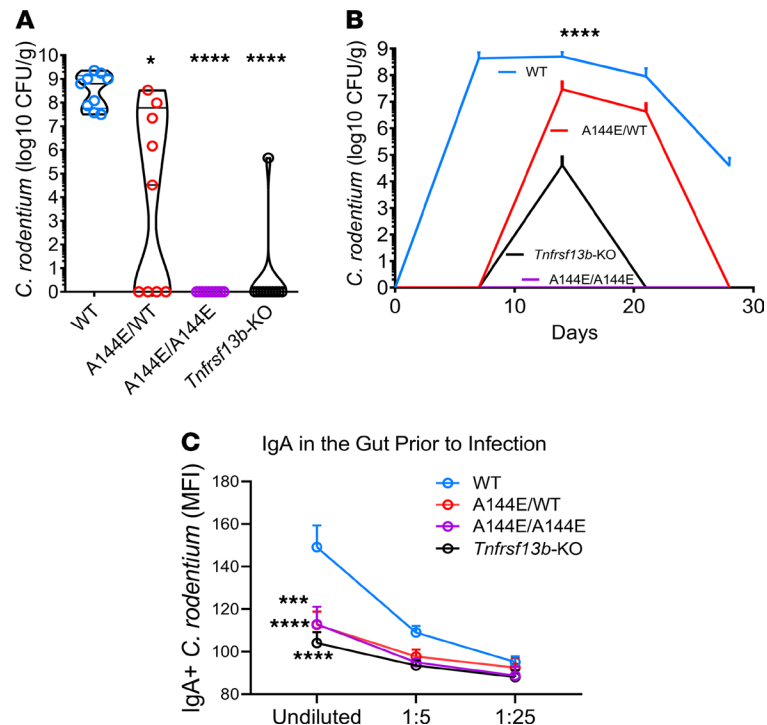 A
C. rodentium (log10 CFU/g)
10
9
8
7
6
5
4
3
2
1
0
* **** ****
WT
A144E/WT
A144E/A144E
Tnfrsf13b-KO
B
****
C. rodentium (log10 CFU/g)
9
8
7
6
5
4
3
2
1
0
WT
A144E/WT
Tnfrsf13b-KO
A144E/A144E
0 10 20 30
Days
C
IgA in the Gut Prior to Infection
IgA+ C. rodentium (MFI)
180
160
140
120
100
80
WT
A144E/WT
A144E/A144E
Tnfrsf13b-KO
***
****
****
Undiluted 1:5 1:25